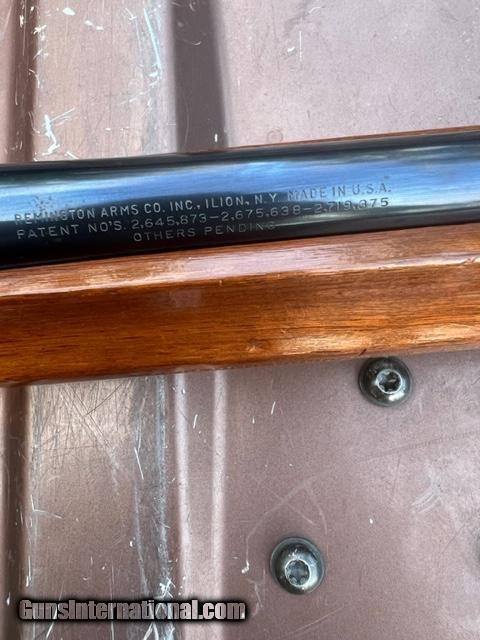 REMINGTON ARMS CO. INC., ILION, N.Y. MADE IN U.S.A.
PATENT NO'S. 2,645,873-2,675,638-2,719,375
OTHERS PENDING
GunsInternational.com